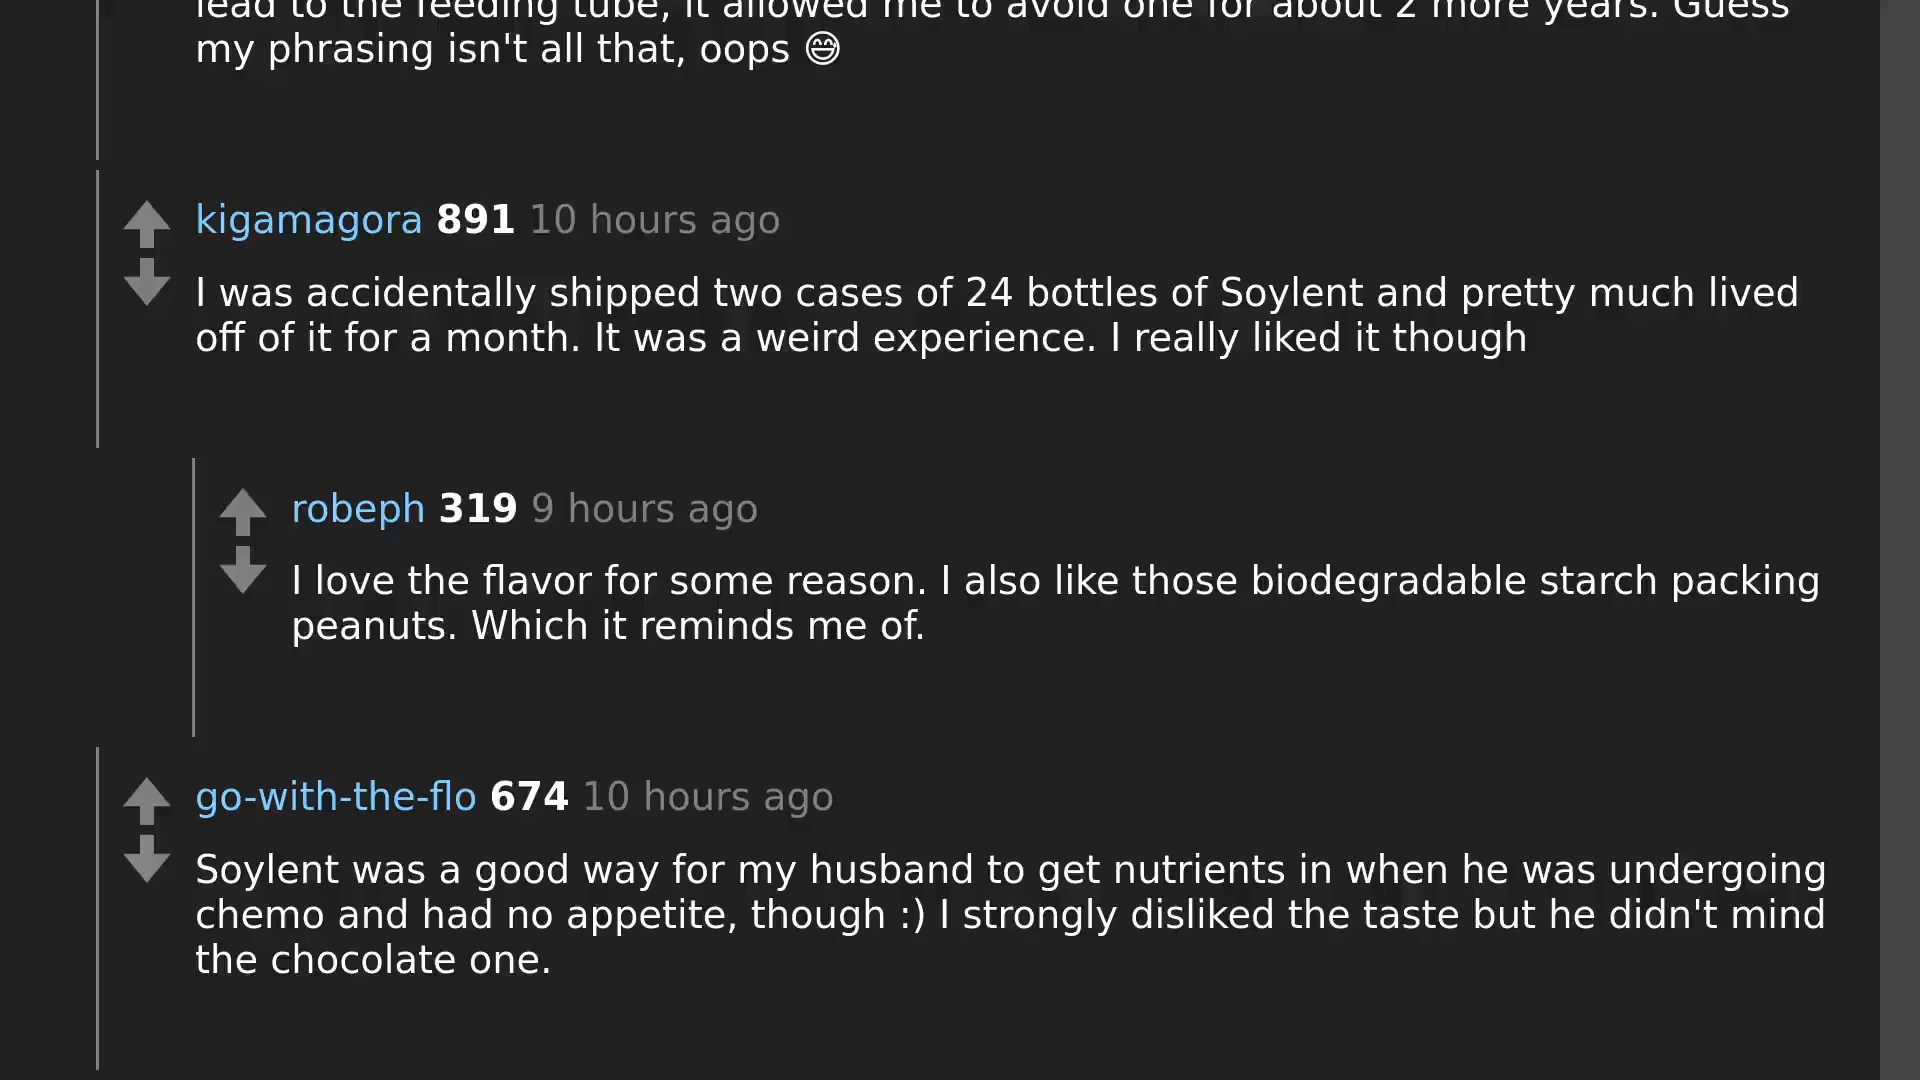 lead to the feeding tube, it allowed me to avoid one for about 2 more years. Guess
my phrasing isn't all that, oops 😅
kigamagora 891 10 hours ago
I was accidentally shipped two cases of 24 bottles of Soylent and pretty much lived
off of it for a month. It was a weird experience. I really liked it though
robeph 319 9 hours ago
I love the flavor for some reason. I also like those biodegradable starch packing
peanuts. Which it reminds me of.
go-with-the-flo 674 10 hours ago
Soylent was a good way for my husband to get nutrients in when he was undergoing
chemo and had no appetite, though :) I strongly disliked the taste but he didn't mind
the chocolate one.